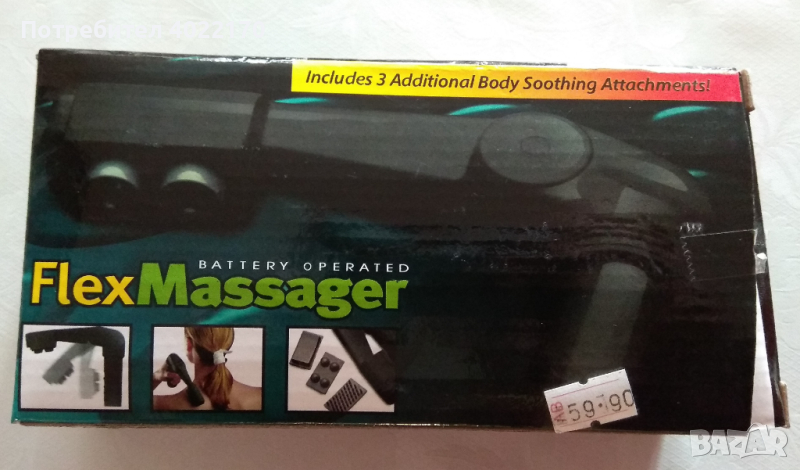 Includes 3 Additional Body Soothing Attachments!
BATTERY OPERATED
FlexMassager
59.90
BAZAR